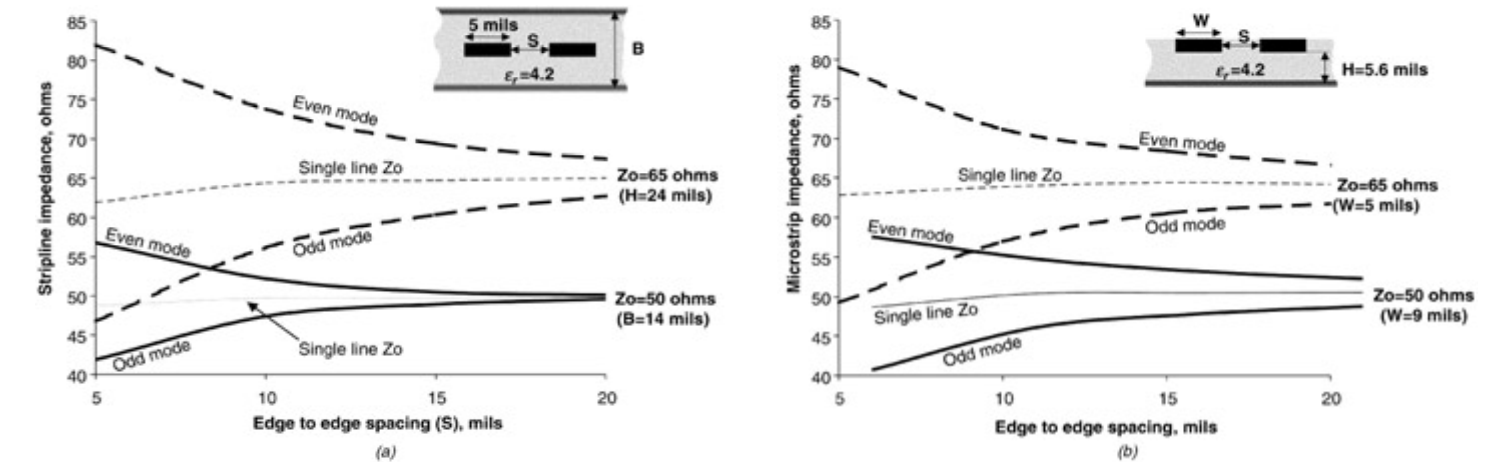 Stripline impedance, ohms
85
80
75
70
65
60
55
50
45
40
5
10
15
20
Edge to edge spacing (S), mils
(a)
5 mils
S
B
εr=4.2
Even mode
Single line Zo
Zo=65 ohms
(H=24 mils)
Odd mode
Even mode
Zo=50 ohms
(B=14 mils)
Single line Zo
Odd mode
Microstrip impedance, ohms
85
80
75
70
65
60
55
50
45
40
5
10
15
20
Edge to edge spacing, mils
(b)
W
S
εr=4.2
H=5.6 mils
Even mode
Single line Zo
Zo=65 ohms
(W=5 mils)
Odd mode
Even mode
Zo=50 ohms
(W=9 mils)
Single line Zo
Odd mode